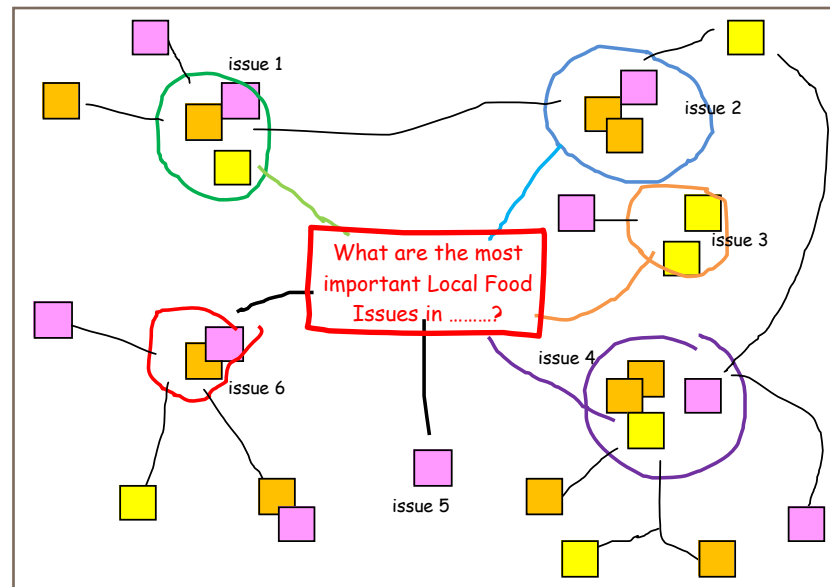 issue 1
issue 2
issue 3
What are the most
important Local Food
Issues in .........?
issue 4
issue 6
issue 5